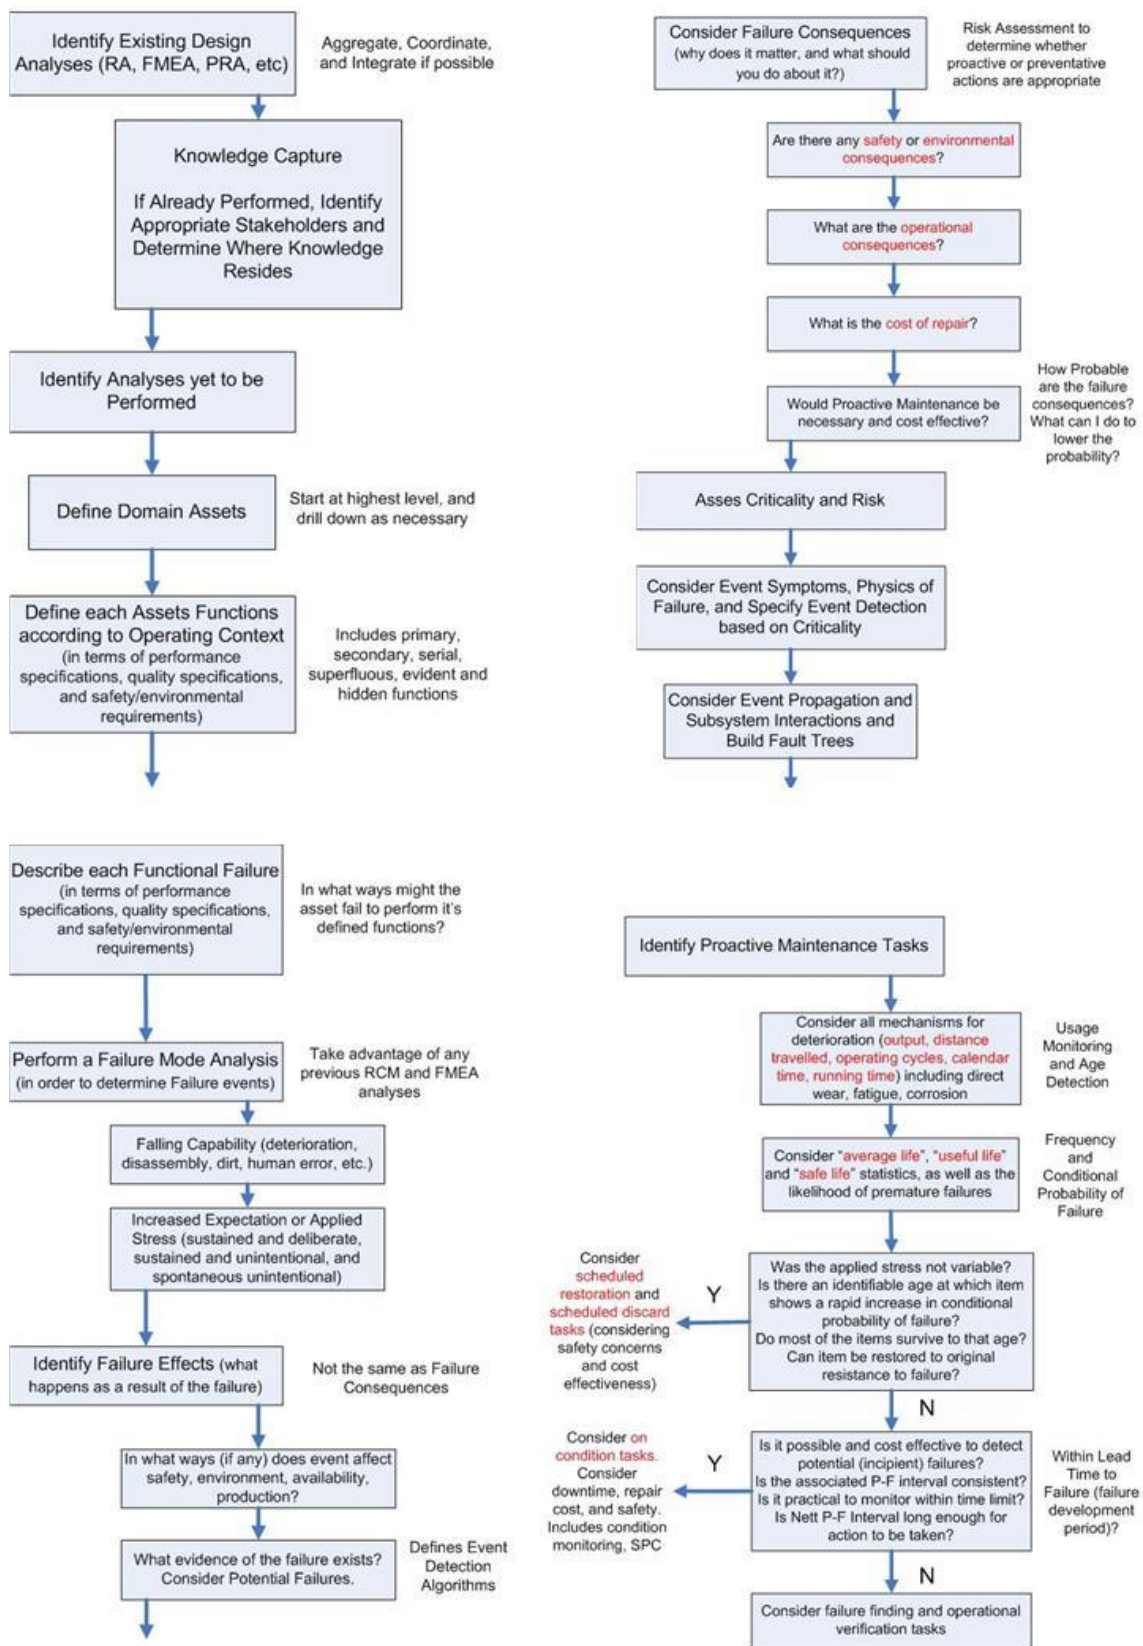 Identify Existing Design
Analyses (RA, FMEA, PRA, etc)
Aggregate, Coordinate,
and Integrate if possible
Knowledge Capture
If Already Performed, Identify
Appropriate Stakeholders and
Determine Where Knowledge
Resides
Identify Analyses yet to be
Performed
Define Domain Assets
Start at highest level, and
drill down as necessary
Define each Assets Functions
according to Operating Context
(in terms of performance
specifications, quality specifications,
and safety/environmental
requirements)
Includes primary,
secondary, serial,
superfluous, evident and
hidden functions
Consider Failure Consequences
(why does it matter, and what should
you do about it?)
Risk Assessment to
determine whether
proactive or preventative
actions are appropriate
Are there any safety or environmental
consequences?
What are the operational
consequences?
What is the cost of repair?
Would Proactive Maintenance be
necessary and cost effective?
How Probable
are the failure
consequences?
What can I do to
lower the
probability?
Asses Criticality and Risk
Consider Event Symptoms, Physics of
Failure, and Specify Event Detection
based on Criticality
Consider Event Propagation and
Subsystem Interactions and
Build Fault Trees
Describe each Functional Failure
(in terms of performance
specifications, quality specifications,
and safety/environmental
requirements)
In what ways might the
asset fail to perform it's
defined functions?
Perform a Failure Mode Analysis
(in order to determine Failure events)
Take advantage of any
previous RCM and FMEA
analyses
Falling Capability (deterioration,
disassembly, dirt, human error, etc.)
Increased Expectation or Applied
Stress (sustained and deliberate,
sustained and unintentional, and
spontaneous unintentional)
Identify Failure Effects (what
happens as a result of the failure)
Not the same as Failure
Consequences
In what ways (if any) does event affect
safety, environment, availability,
production?
What evidence of the failure exists?
Consider Potential Failures.
Defines Event
Detection
Algorithms
Identify Proactive Maintenance Tasks
Consider all mechanisms for
deterioration (output, distance
travelled, operating cycles, calendar
time, running time) including direct
wear, fatigue, corrosion
Usage
Monitoring
and Age
Detection
Consider "average life", "useful life"
and "safe life" statistics, as well as the
likelihood of premature failures
Frequency
and
Conditional
Probability of
Failure
Was the applied stress not variable?
Is there an identifiable age at which item
shows a rapid increase in conditional
probability of failure?
Do most of the items survive to that age?
Can item be restored to original
resistance to failure?
Y
Consider
scheduled
restoration and
scheduled discard
tasks (considering
safety concerns
and cost
effectiveness)
N
Is it possible and cost effective to detect
potential (incipient) failures?
Is the associated P-F interval consistent?
Is it practical to monitor within time limit?
Is Nett P-F Interval long enough for
action to be taken?
Y
Consider on
condition tasks.
Consider
downtime, repair
cost, and safety.
Includes condition
monitoring, SPC
Within Lead
Time to
Failure (failure
development
period)?
N
Consider failure finding and operational
verification tasks